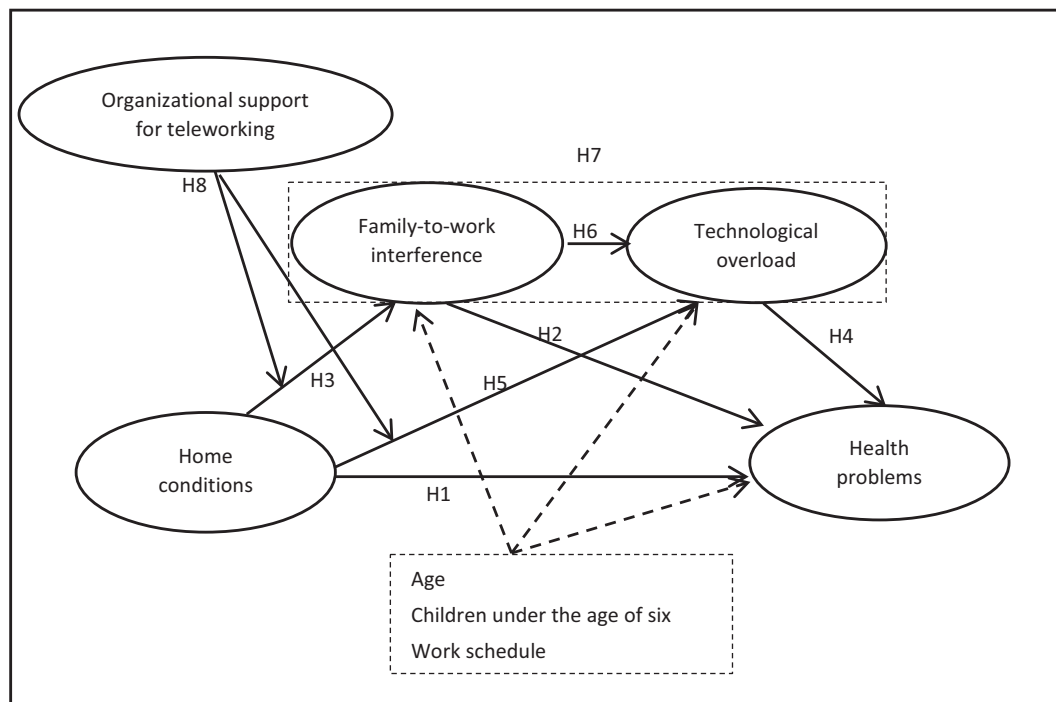 Organizational support
for teleworking
H8
H7
Family-to-work
interference
H6
Technological
overload
H2
H4
H3
H5
Home
conditions
H1
Health
problems
Age
Children under the age of six
Work schedule